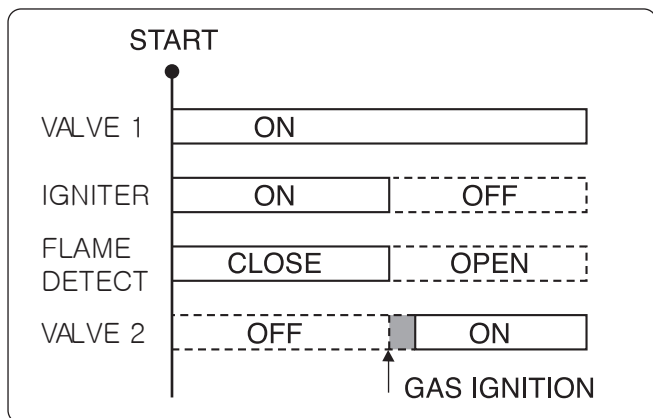 START
VALVE 1 ON
IGNITER ON OFF
FLAME
DETECT CLOSE OPEN
VALVE 2 OFF ON
GAS IGNITION